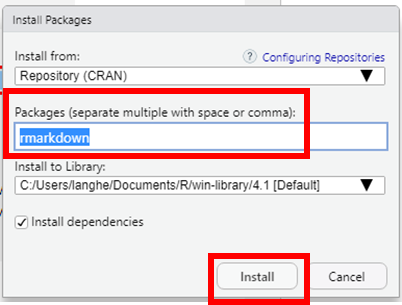 Install Packages
Install from:
? Configuring Repositories
Repository (CRAN)
Packages (separate multiple with space or comma):
rmarkdown
Install to Library:
C:/Users/langhe/Documents/R/win-library/4.1 [Default]
Install dependencies
Install
Cancel